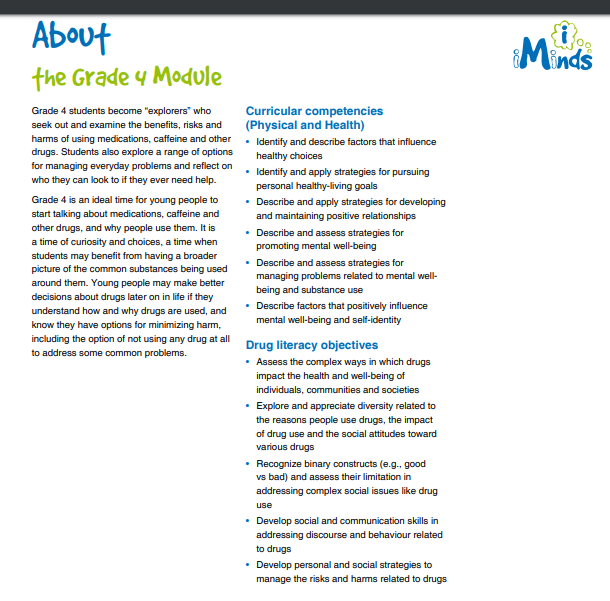 About
the Grade 4 Module
i
iMinds
Grade 4 students become “explorers” who
seek out and examine the benefits, risks and
harms of using medications, caffeine and other
drugs. Students also explore a range of options
for managing everyday problems and reflect on
who they can look to if they ever need help.
Grade 4 is an ideal time for young people to
start talking about medications, caffeine and
other drugs, and why people use them. It is
a time of curiosity and choices, a time when
students may benefit from having a broader
picture of the common substances being used
around them. Young people may make better
decisions about drugs later on in life if they
understand how and why drugs are used, and
know they have options for minimizing harm,
including the option of not using any drug at all
to address some common problems.
Curricular competencies
(Physical and Health)
• Identify and describe factors that influence
healthy choices
• Identify and apply strategies for pursuing
personal healthy-living goals
• Describe and apply strategies for developing
and maintaining positive relationships
• Describe and assess strategies for
promoting mental well-being
• Describe and assess strategies for
managing problems related to mental well-
being and substance use
• Describe factors that positively influence
mental well-being and self-identity
Drug literacy objectives
• Assess the complex ways in which drugs
impact the health and well-being of
individuals, communities and societies
• Explore and appreciate diversity related to
the reasons people use drugs, the impact
of drug use and the social attitudes toward
various drugs
• Recognize binary constructs (e.g., good
vs bad) and assess their limitation in
addressing complex social issues like drug
use
• Develop social and communication skills in
addressing discourse and behaviour related
to drugs
• Develop personal and social strategies to
manage the risks and harms related to drugs